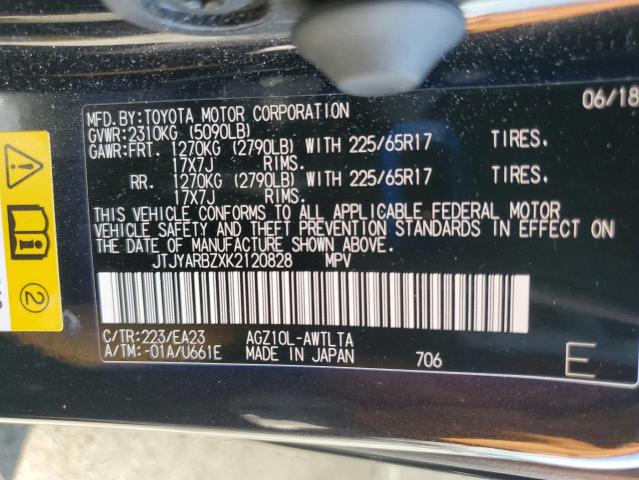 MFD.BY:TOYOTA MOTOR CORPORATION 06/18
GVWR:2310KG (5090LB)
GAWR:FRT. 1270KG (2790LB) WITH 225/65R17 TIRES.
17X7J RIMS.
RR. 1270KG (2790LB) WITH 225/65R17 TIRES.
17X7J RIMS.
THIS VEHICLE CONFORMS TO ALL APPLICABLE FEDERAL MOTOR
VEHICLE SAFETY AND THEFT PREVENTION STANDARDS IN EFFECT ON
THE DATE OF MANUFACTURE SHOWN ABOVE.
JTJYARBZXK2120828 MPV
C/TR:223/EA23 AGZ10L-AWTLTA
A/TM:-01A/U661E MADE IN JAPAN 706 E
2